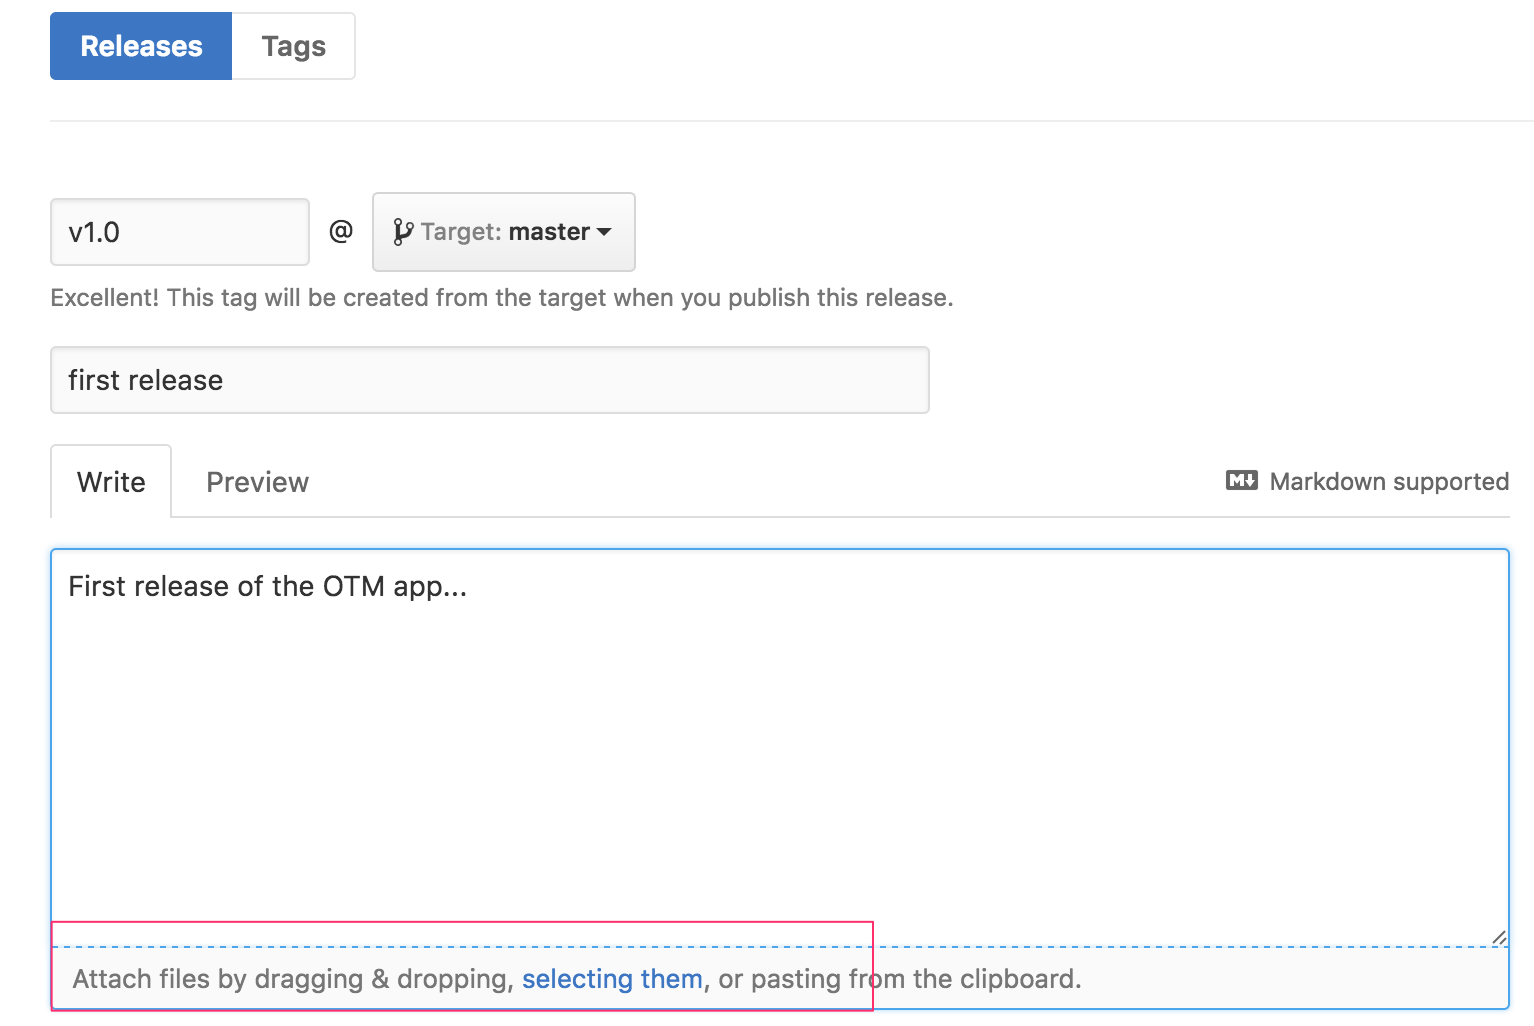 Releases Tags
v1.0 @ Target: master
Excellent! This tag will be created from the target when you publish this release.
first release
Write Preview Markdown supported
First release of the OTM app...
Attach files by dragging & dropping, selecting them, or pasting from the clipboard.